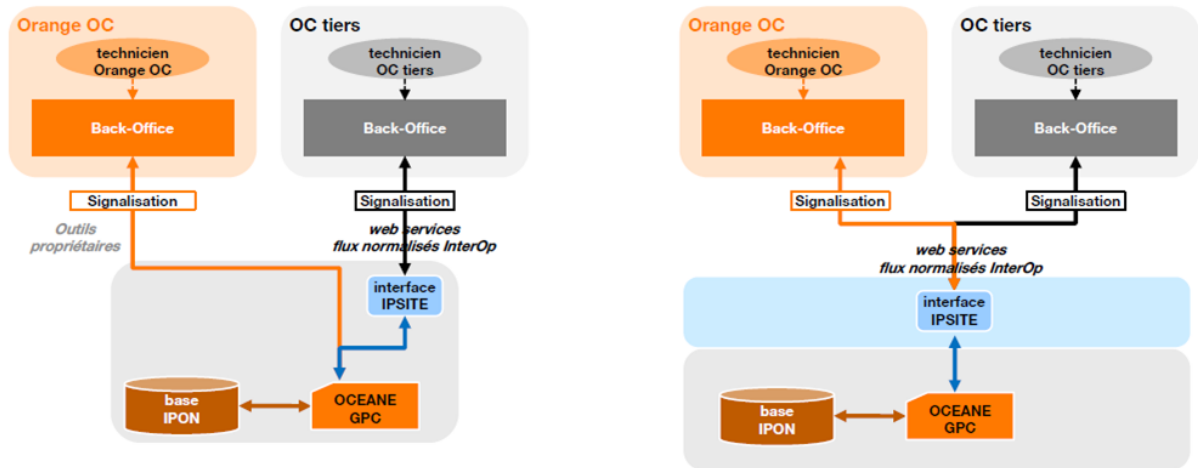 Orange OC
technicien
Orange OC
Back-Office
Signalisation
Outils
propriétaires
OC tiers
technicien
OC tiers
Back-Office
Signalisation
web services
flux normalisés InterOp
interface
IPSITE
base
IPON
OCEANE
GPC
Orange OC
technicien
Orange OC
Back-Office
Signalisation
OC tiers
technicien
OC tiers
Back-Office
Signalisation
web services
flux normalisés InterOp
interface
IPSITE
base
IPON
OCEANE
GPC